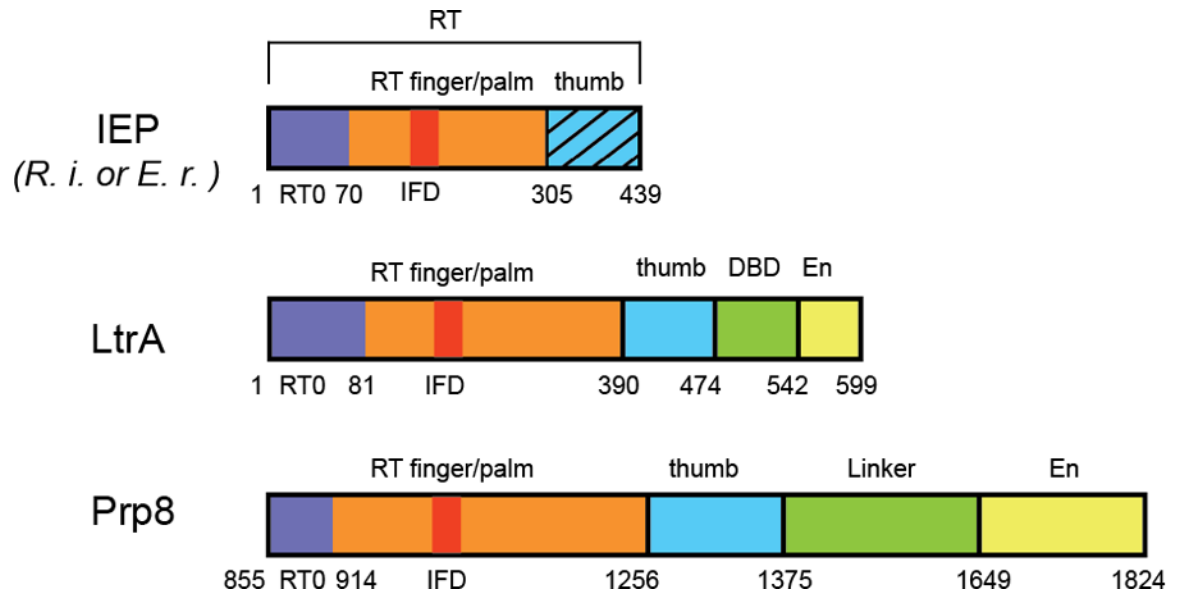 RT
RT finger/palm thumb
IEP
(R. i. or E. r. )
1 RT0 70 IFD 305 439
RT finger/palm thumb DBD En
LtrA
1 RT0 81 IFD 390 474 542 599
RT finger/palm thumb Linker En
Prp8
855 RT0 914 IFD 1256 1375 1649 1824